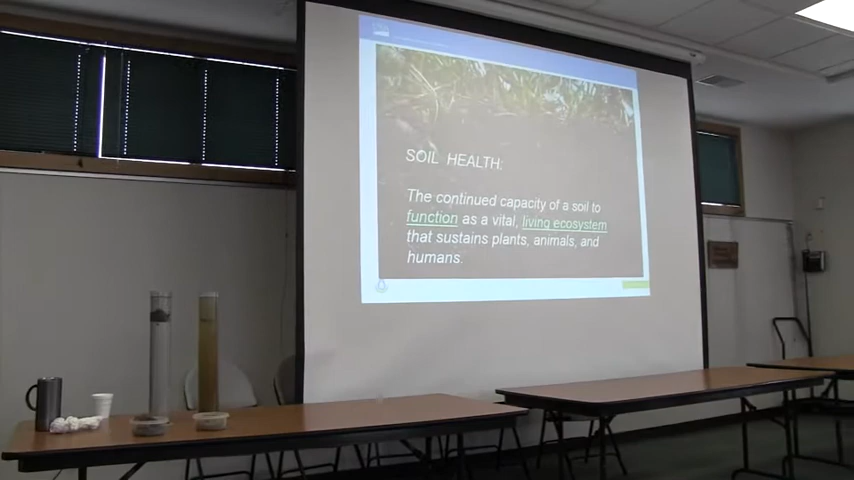 SOIL HEALTH:
The continued capacity of a soil to
function as a vital, living ecosystem
that sustains plants, animals, and
humans.